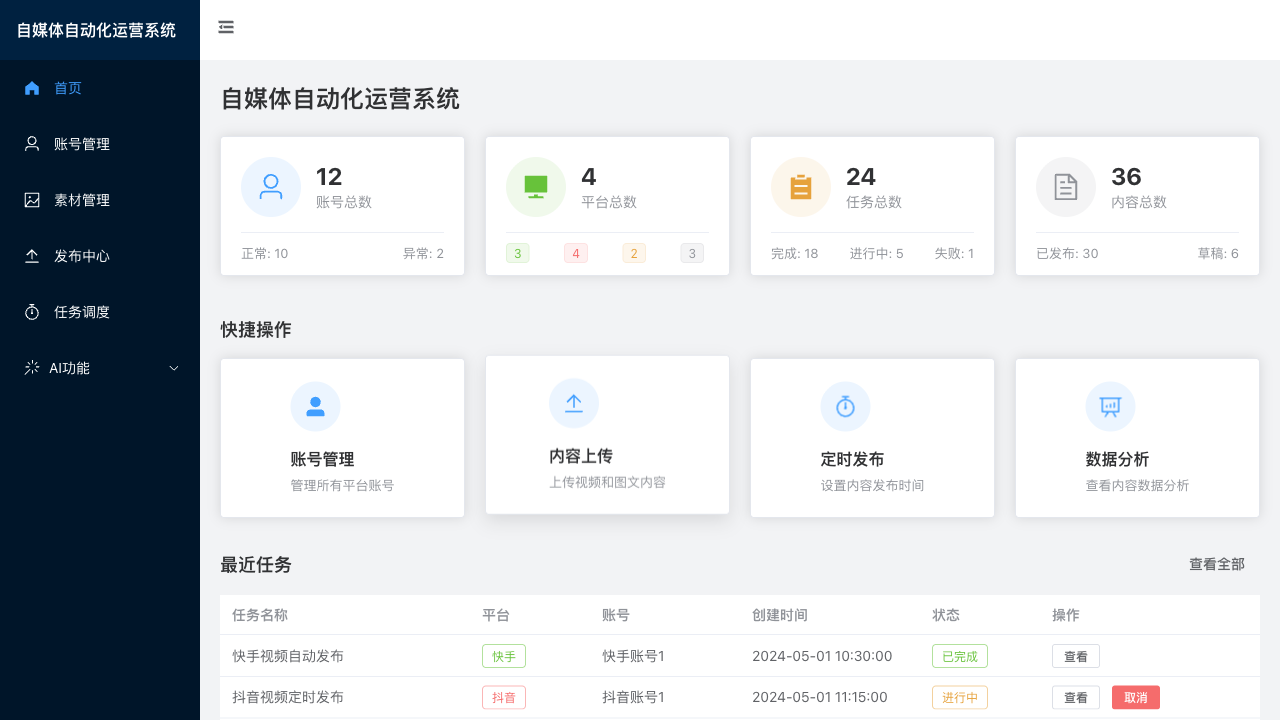 自媒体自动化运营系统
首页
账号管理
素材管理
发布中心
任务调度
AI功能
自媒体自动化运营系统
12
账号总数
正常: 10 异常: 2
4
平台总数
3 4 2 3
24
任务总数
完成: 18 进行中: 5 失败: 1
36
内容总数
已发布: 30 草稿: 6
快捷操作
账号管理
管理所有平台账号
内容上传
上传视频和图文内容
定时发布
设置内容发布时间
数据分析
查看内容数据分析
最近任务 查看全部
任务名称 平台 账号 创建时间 状态 操作
快手视频自动发布 快手 快手账号1 2024-05-01 10:30:00 已完成 查看
抖音视频定时发布 抖音 抖音账号1 2024-05-01 11:15:00 进行中 查看 取消